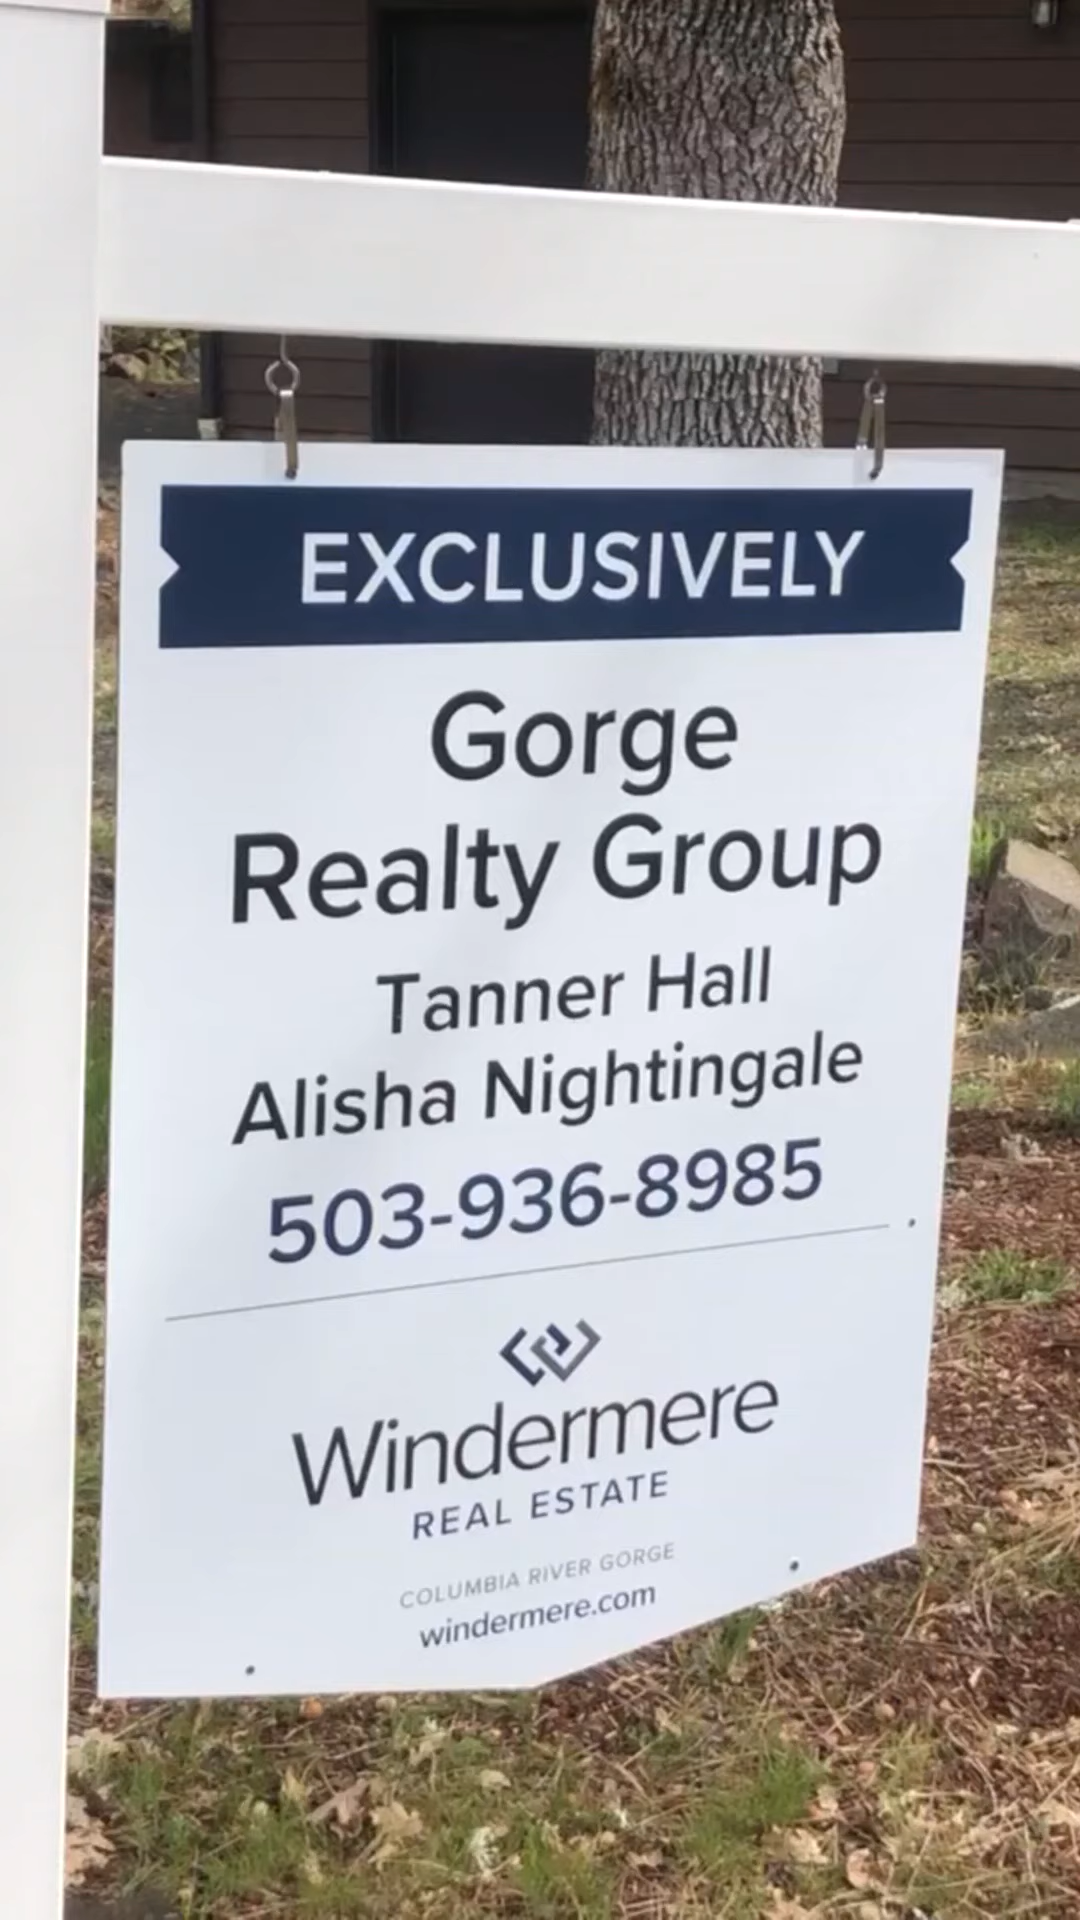 EXCLUSIVELY
Gorge
Realty Group
Tanner Hall
Alisha Nightingale
503-936-8985
Windermere
REAL ESTATE
COLUMBIA RIVER GORGE
windermere.com